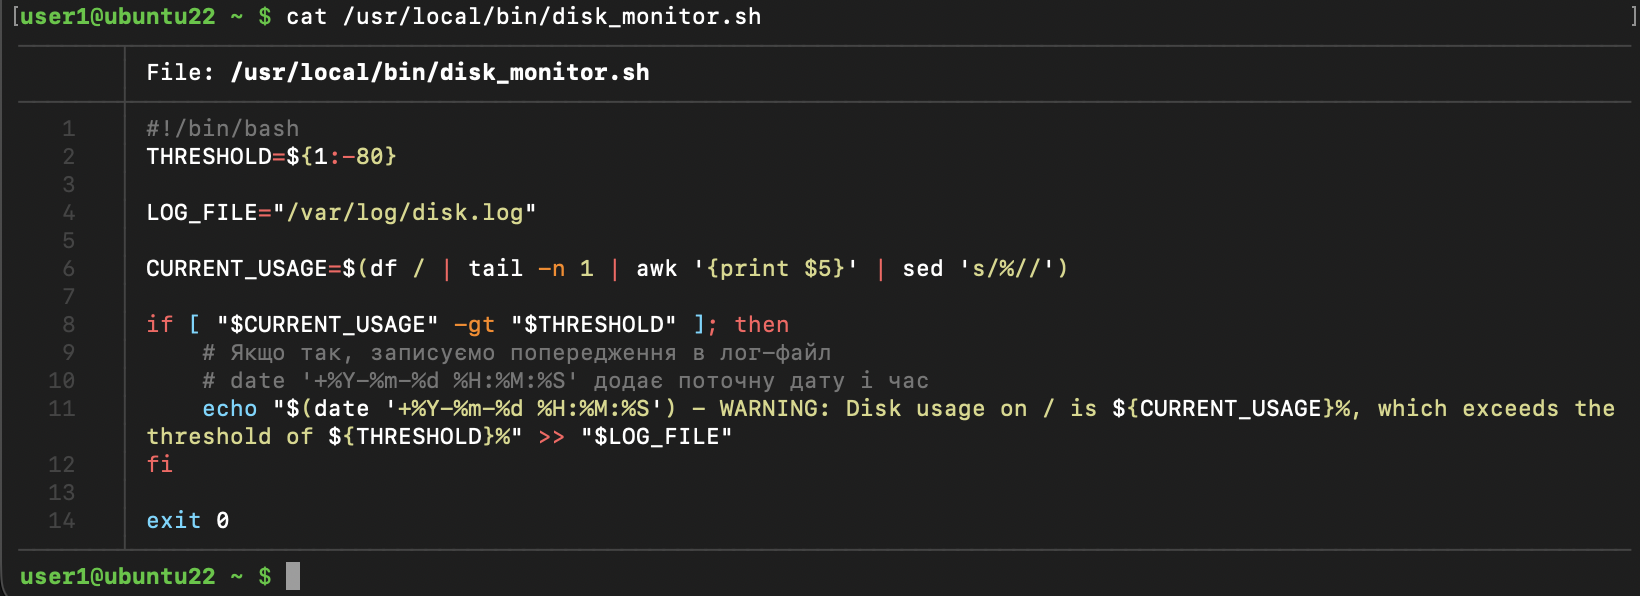 [user1@ubuntu22 ~ $ cat /usr/local/bin/disk_monitor.sh ]
File: /usr/local/bin/disk_monitor.sh
1 #!/bin/bash
2 THRESHOLD=${1:-80}
3
4 LOG_FILE="/var/log/disk.log"
5
6 CURRENT_USAGE=$(df / | tail -n 1 | awk '{print $5}' | sed 's/%//')
7
8 if [ "$CURRENT_USAGE" -gt "$THRESHOLD" ]; then
9     # Якщо так, записуємо попередження в лог-файл
10     # date '+%Y-%m-%d %H:%M:%S' додає поточну дату і час
11     echo "$(date '+%Y-%m-%d %H:%M:%S') - WARNING: Disk usage on / is ${CURRENT_USAGE}%, which exceeds the
threshold of ${THRESHOLD}%" >> "$LOG_FILE"
12 fi
13
14 exit 0
user1@ubuntu22 ~ $